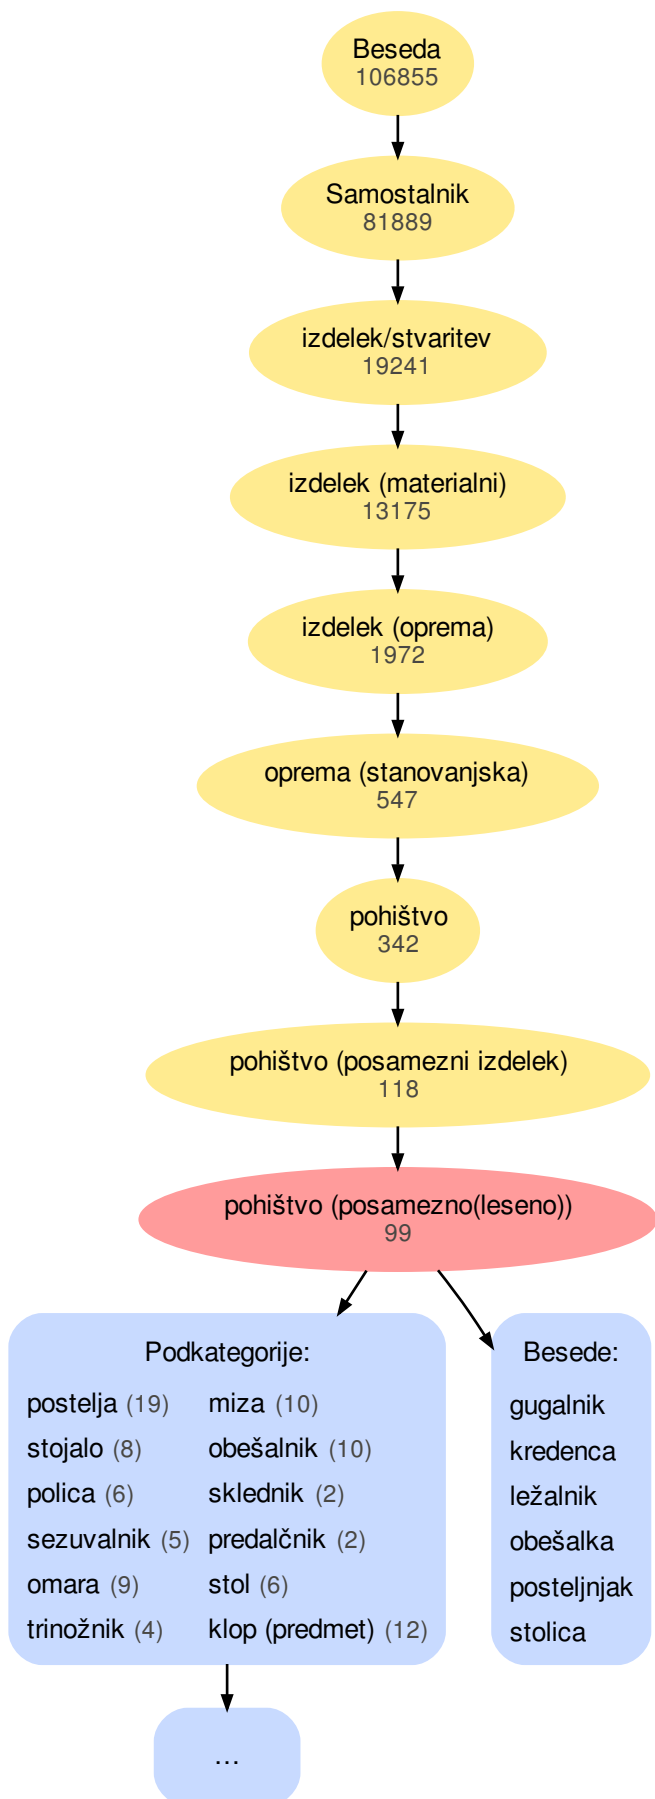 Beseda
106855
Samostalnik
81889
izdelek/stvaritev
19241
izdelek (materialni)
13175
izdelek (oprema)
1972
oprema (stanovanjska)
547
pohištvo
342
pohištvo (posamezni izdelek)
118
pohištvo (posamezno(leseno))
99
Podkategorije:
postelja (19) miza (10)
stojalo (8) obešalnik (10)
polica (6) sklednik (2)
sezuvalnik (5) predalčnik (2)
omara (9) stol (6)
trinožnik (4) klop (predmet) (12)
Besede:
gugalnik
kredenca
ležalnik
obešalka
posteljnjak
stolica
...